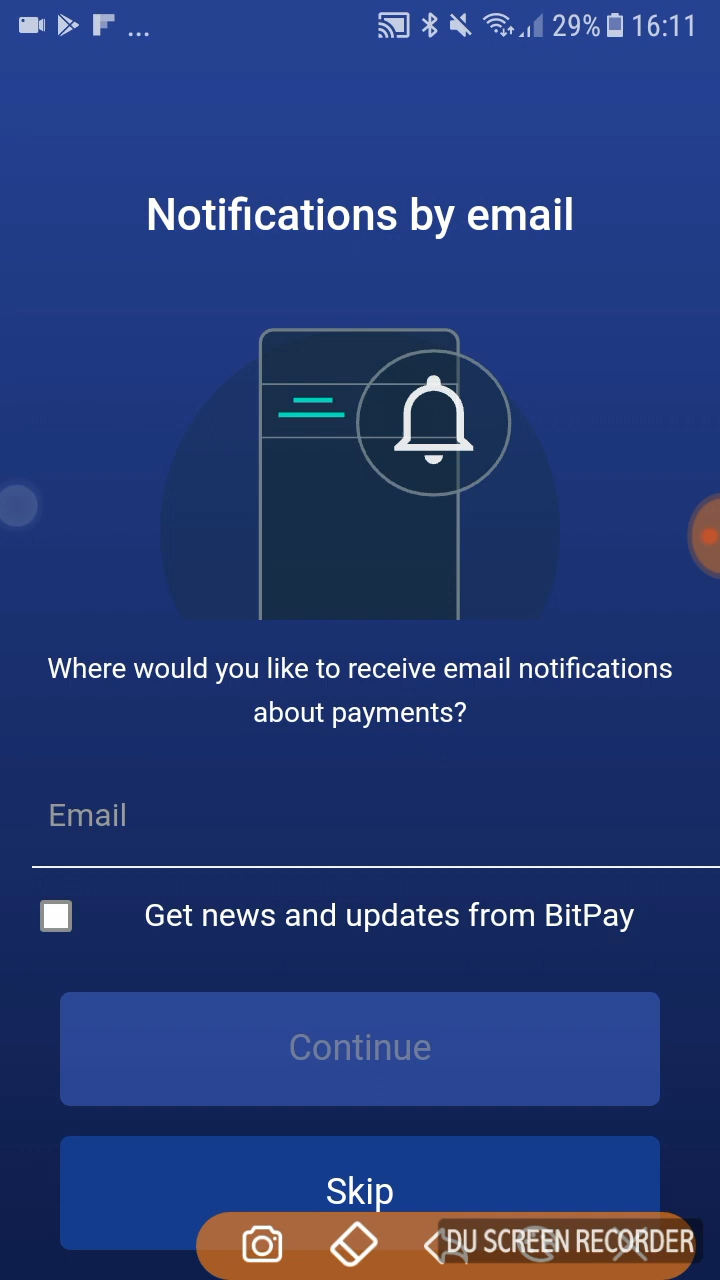 ... 29% 16:11
Notifications by email
Where would you like to receive email notifications
about payments?
Email
Get news and updates from BitPay
Continue
Skip
DU SCREEN RECORDER